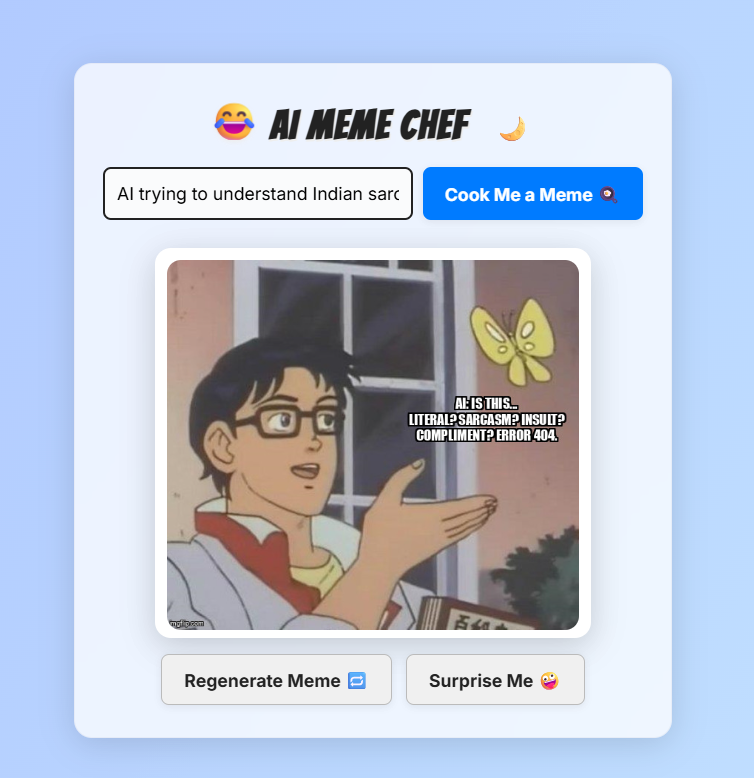 AI MEME CHEF
AI trying to understand Indian sarc
Cook Me a Meme
AI: IS THIS...
LITERAL? SARCASM? INSULT?
COMPLIMENT? ERROR 404.
imgflip.com
Regenerate Meme
Surprise Me